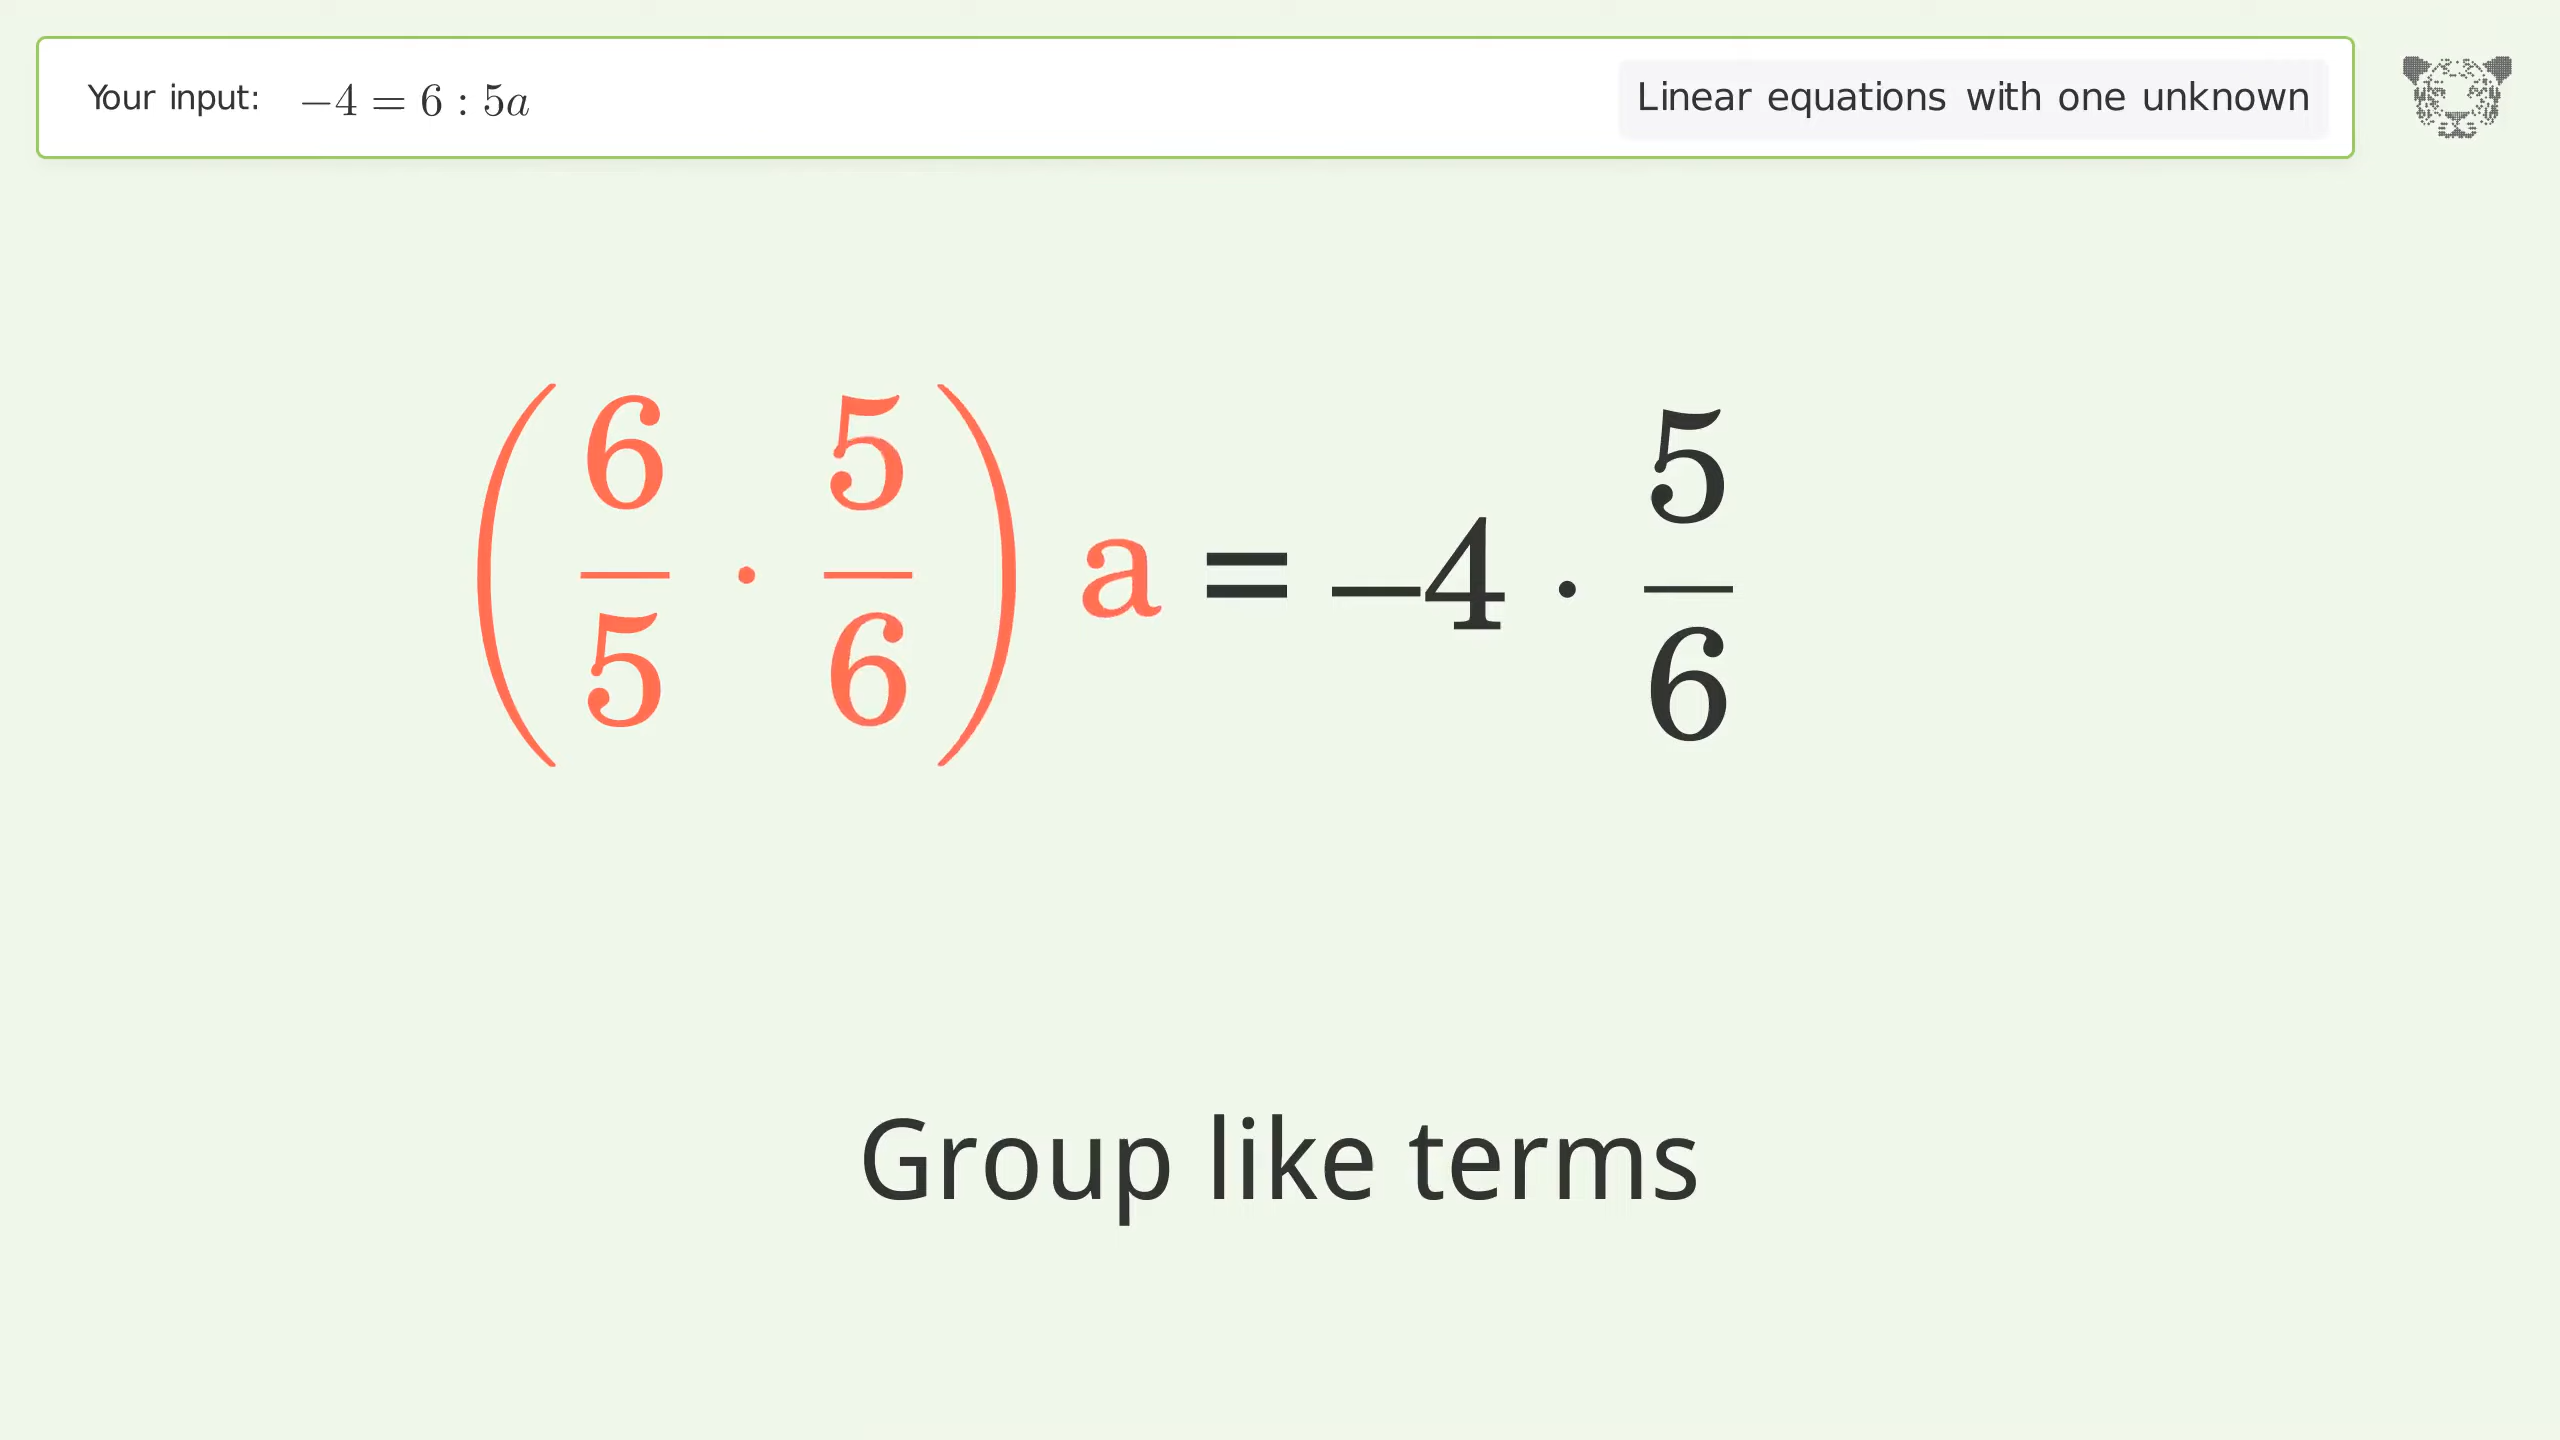 Your input: −4 = 6 : 5a
Linear equations with one unknown
(6/5 · 5/6) a = −4 · 5/6
Group like terms